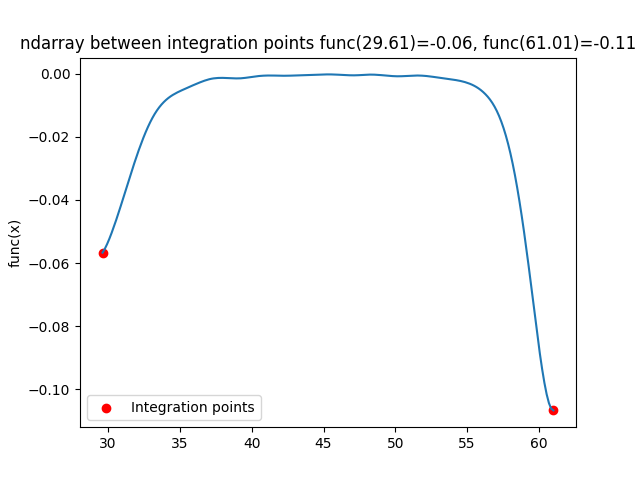 ndarray between integration points func(29.61)=-0.06, func(61.01)=-0.11
0.00
−0.02
−0.04
−0.06
−0.08
−0.10
func(x)
Integration points
30 35 40 45 50 55 60